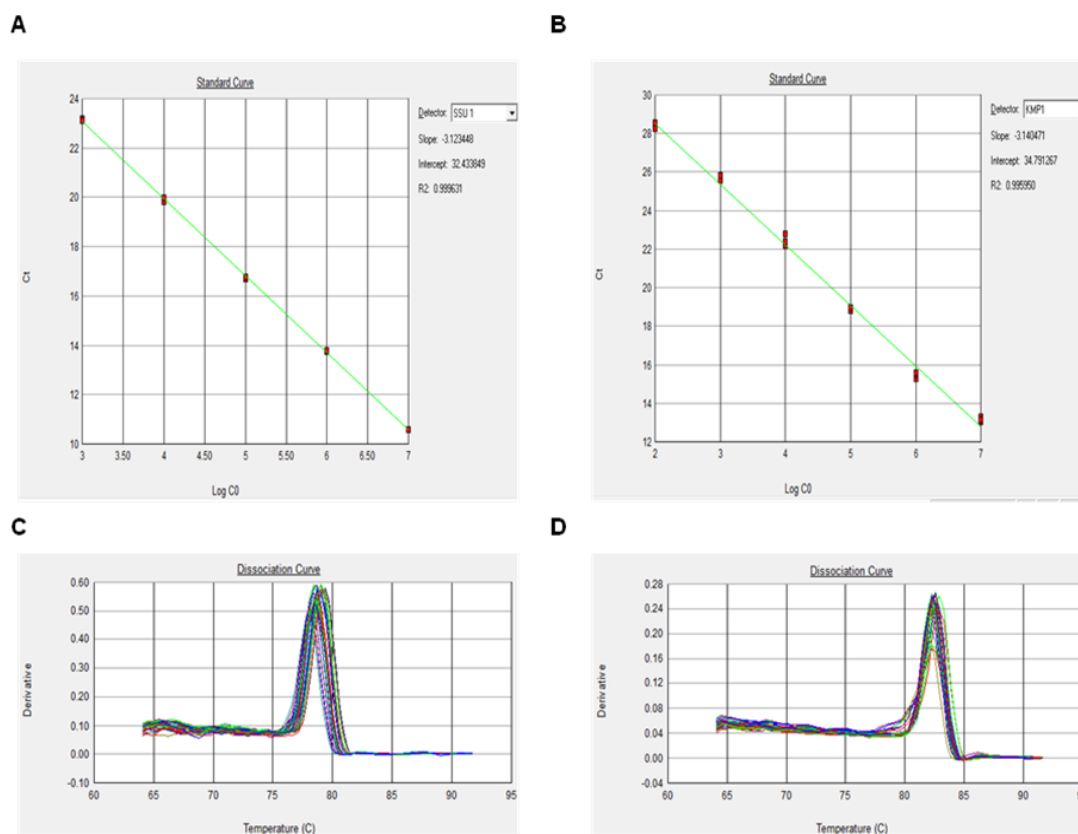 A
Standard Curve
24
22
20
18
16
14
12
10
Ct
3 3.50 4 4.50 5 5.50 6 6.50 7
Log C0
Detector: SSU 1
Slope: -3.123448
Intercept: 32.433849
R2: 0.999631
B
Standard Curve
30
28
26
24
22
20
18
16
14
12
Ct
2 3 4 5 6 7
Log C0
Detector: KMP1
Slope: -3.140471
Intercept: 34.791267
R2: 0.995950
C
Dissociation Curve
0.60
0.50
0.40
0.30
0.20
0.10
0.00
-0.10
Derivative
60 65 70 75 80 85 90 95
Temperature (C)
D
Dissociation Curve
0.28
0.24
0.20
0.16
0.12
0.08
0.04
0.00
-0.04
Derivative
60 65 70 75 80 85 90 95
Temperature (C)